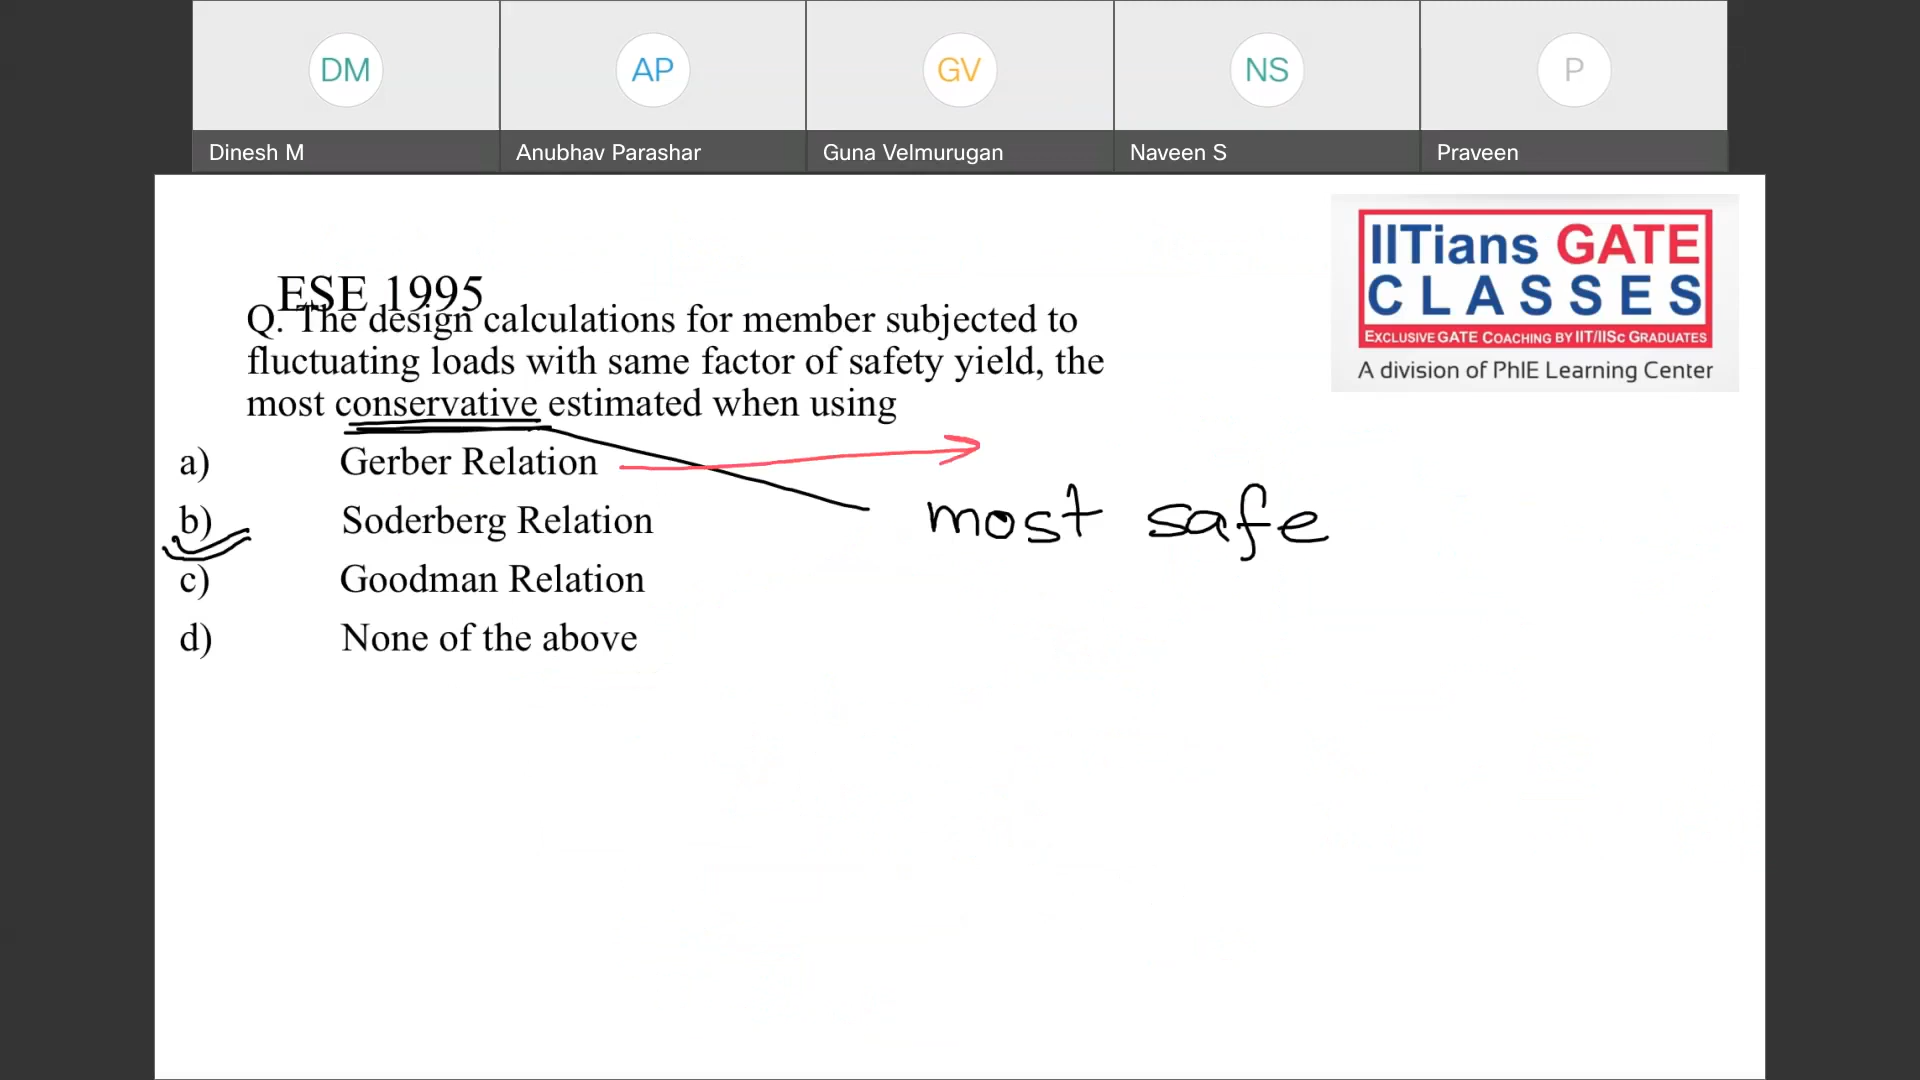 DM AP GV NS P
Dinesh M Anubhav Parashar Guna Velmurugan Naveen S Praveen
IITians GATE
CLASSES
EXCLUSIVE GATE COACHING BY IIT/IISc GRADUATES
A division of PhIE Learning Center
ESE 1995
Q. The design calculations for member subjected to
fluctuating loads with same factor of safety yield, the
most conservative estimated when using
a) Gerber Relation
most safe
b) Soderberg Relation
c) Goodman Relation
d) None of the above